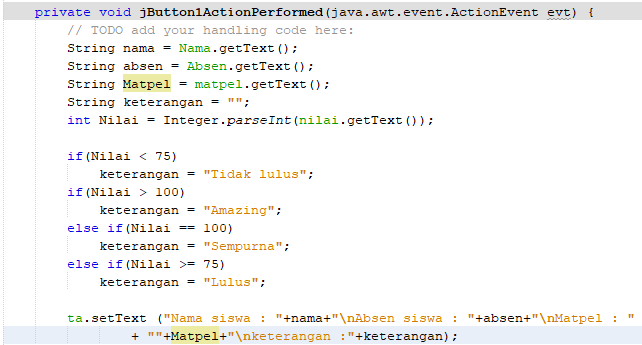 private void jButton1ActionPerformed(java.awt.event.ActionEvent evt) {
// TODO add your handling code here:
String nama = Nama.getText();
String absen = Absen.getText();
String Matpel = matpel.getText();
String keterangan = "";
int Nilai = Integer.parseInt(nilai.getText());
if(Nilai < 75)
keterangan = "Tidak lulus";
if(Nilai > 100)
keterangan = "Amazing";
else if(Nilai == 100)
keterangan = "Sempurna";
else if(Nilai >= 75)
keterangan = "Lulus";
ta.setText ("Nama siswa : "+nama+"\nAbsen siswa : "+absen+"\nMatpel : "
+ ""+Matpel+"\nketerangan :"+keterangan);